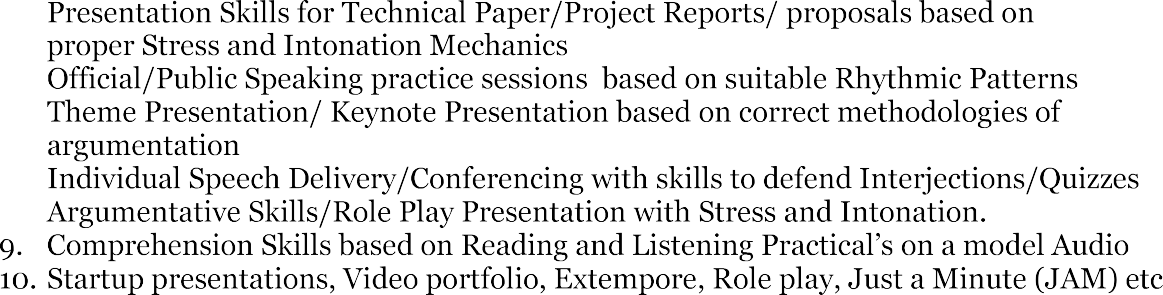 Presentation Skills for Technical Paper/Project Reports/ proposals based on
proper Stress and Intonation Mechanics
Official/Public Speaking practice sessions  based on suitable Rhythmic Patterns
Theme Presentation/ Keynote Presentation based on correct methodologies of
argumentation
Individual Speech Delivery/Conferencing with skills to defend Interjections/Quizzes
Argumentative Skills/Role Play Presentation with Stress and Intonation.
9. Comprehension Skills based on Reading and Listening Practical’s on a model Audio
10. Startup presentations, Video portfolio, Extempore, Role play, Just a Minute (JAM) etc